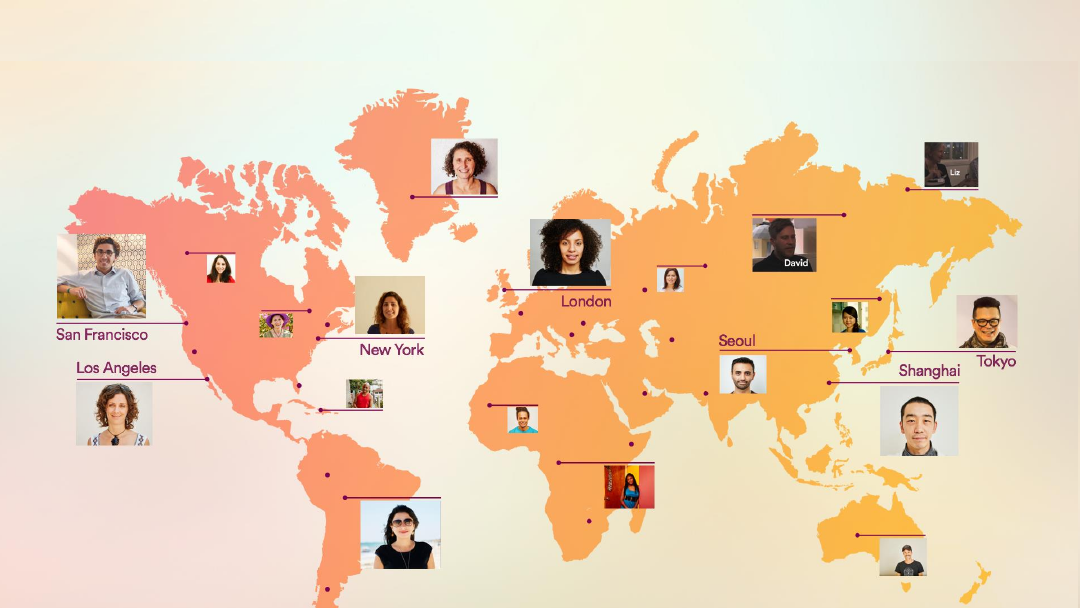 Liz
David
London
San Francisco
New York
Seoul
Tokyo
Los Angeles
Shanghai